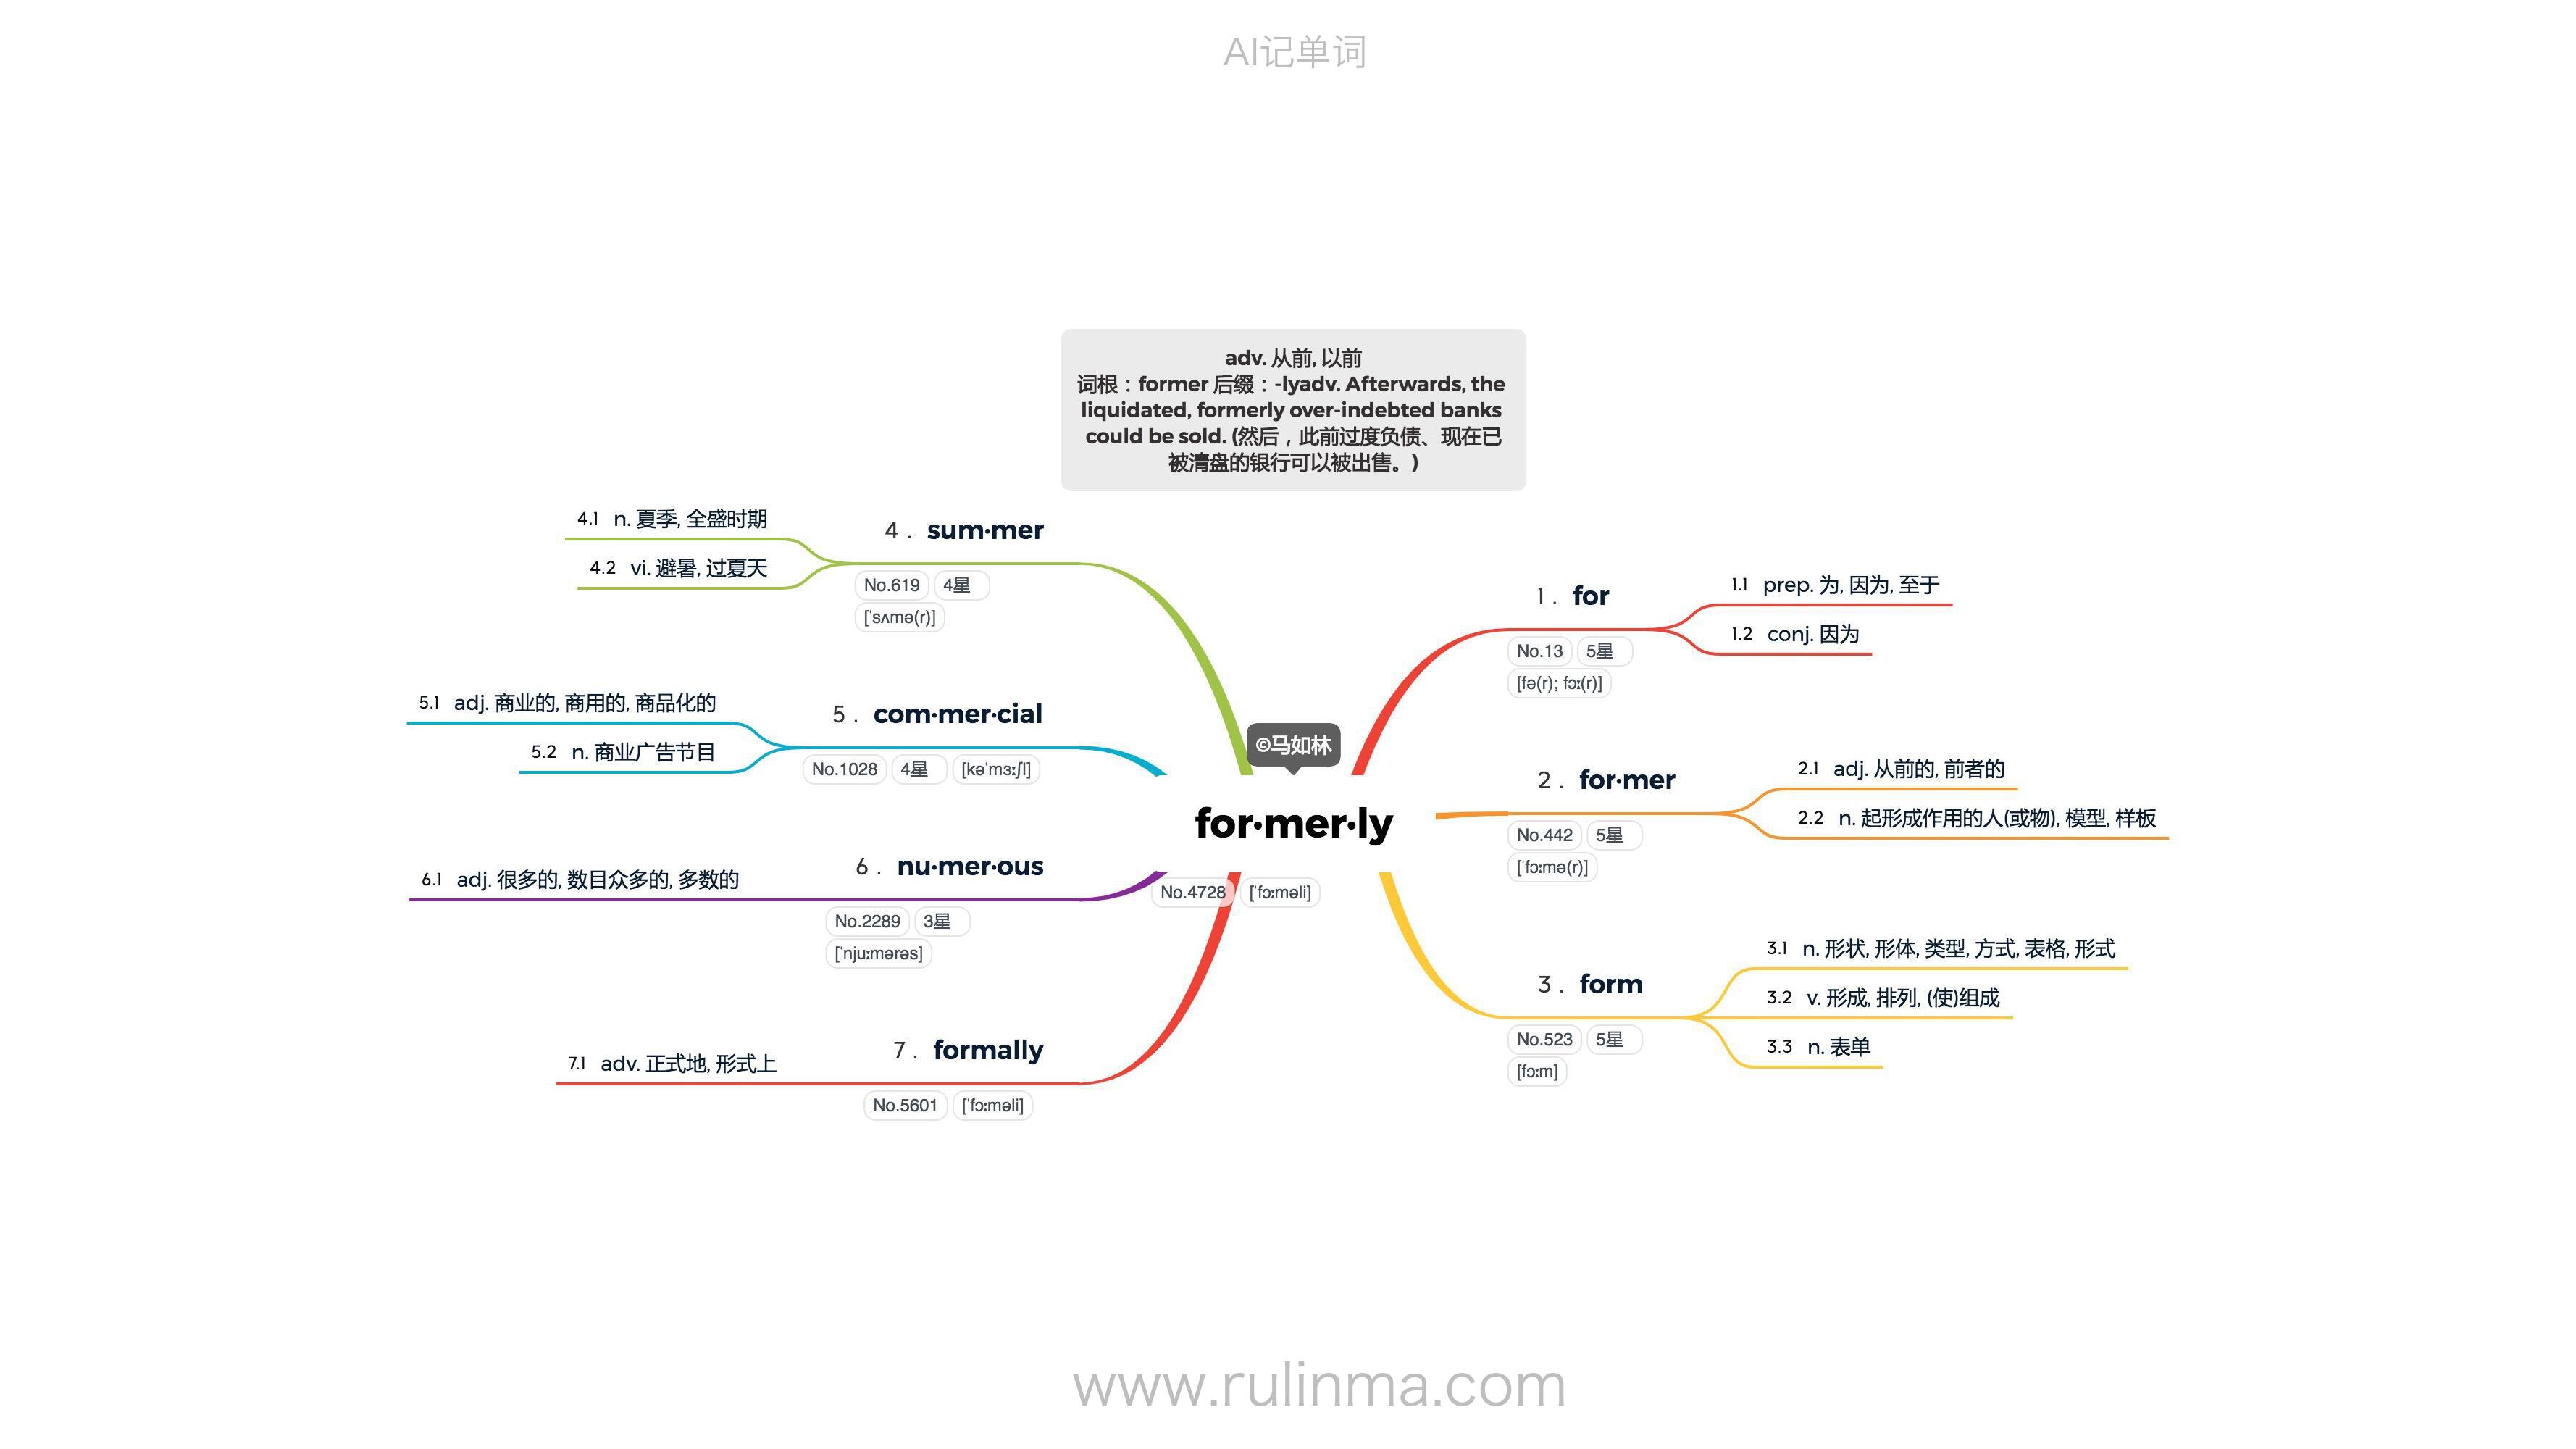 AI记单词
adv. 从前, 以前
词根：former 后缀：-lyadv. Afterwards, the
liquidated, formerly over-indebted banks
could be sold. (然后，此前过度负债、现在已
被清盘的银行可以被出售。)
©马如林
for·mer·ly
No.4728 [ˈfɔːməli]
1 . for
No.13 5星
[fə(r); fɔː(r)]
1.1 prep. 为, 因为, 至于
1.2 conj. 因为
2 . for·mer
No.442 5星
[ˈfɔːmə(r)]
2.1 adj. 从前的, 前者的
2.2 n. 起形成作用的人(或物), 模型, 样板
3 . form
No.523 5星
[fɔːm]
3.1 n. 形状, 形体, 类型, 方式, 表格, 形式
3.2 v. 形成, 排列, (使)组成
3.3 n. 表单
4 . sum·mer
No.619 4星
[ˈsʌmə(r)]
4.1 n. 夏季, 全盛时期
4.2 vi. 避暑, 过夏天
5 . com·mer·cial
No.1028 4星 [kəˈmɜːʃl]
5.1 adj. 商业的, 商用的, 商品化的
5.2 n. 商业广告节目
6 . nu·mer·ous
No.2289 3星
[ˈnjuːmərəs]
6.1 adj. 很多的, 数目众多的, 多数的
7 . formally
No.5601 [ˈfɔːməli]
7.1 adv. 正式地, 形式上
www.rulinma.com